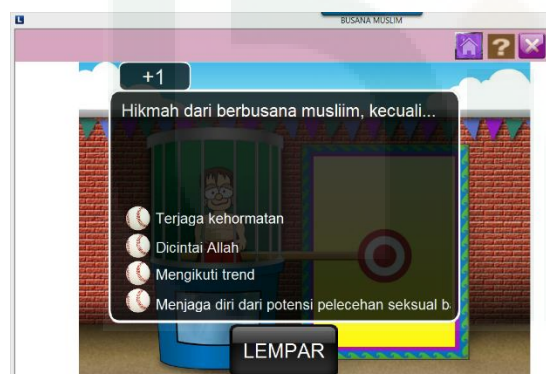 L
BUSANA MUSLIM
?
X
+1
Hikmah dari berbusana musliim, kecuali...
Terjaga kehormatan
Dicintai Allah
Mengikuti trend
Menjaga diri dari potensi pelecehan seksual ba
LEMPAR